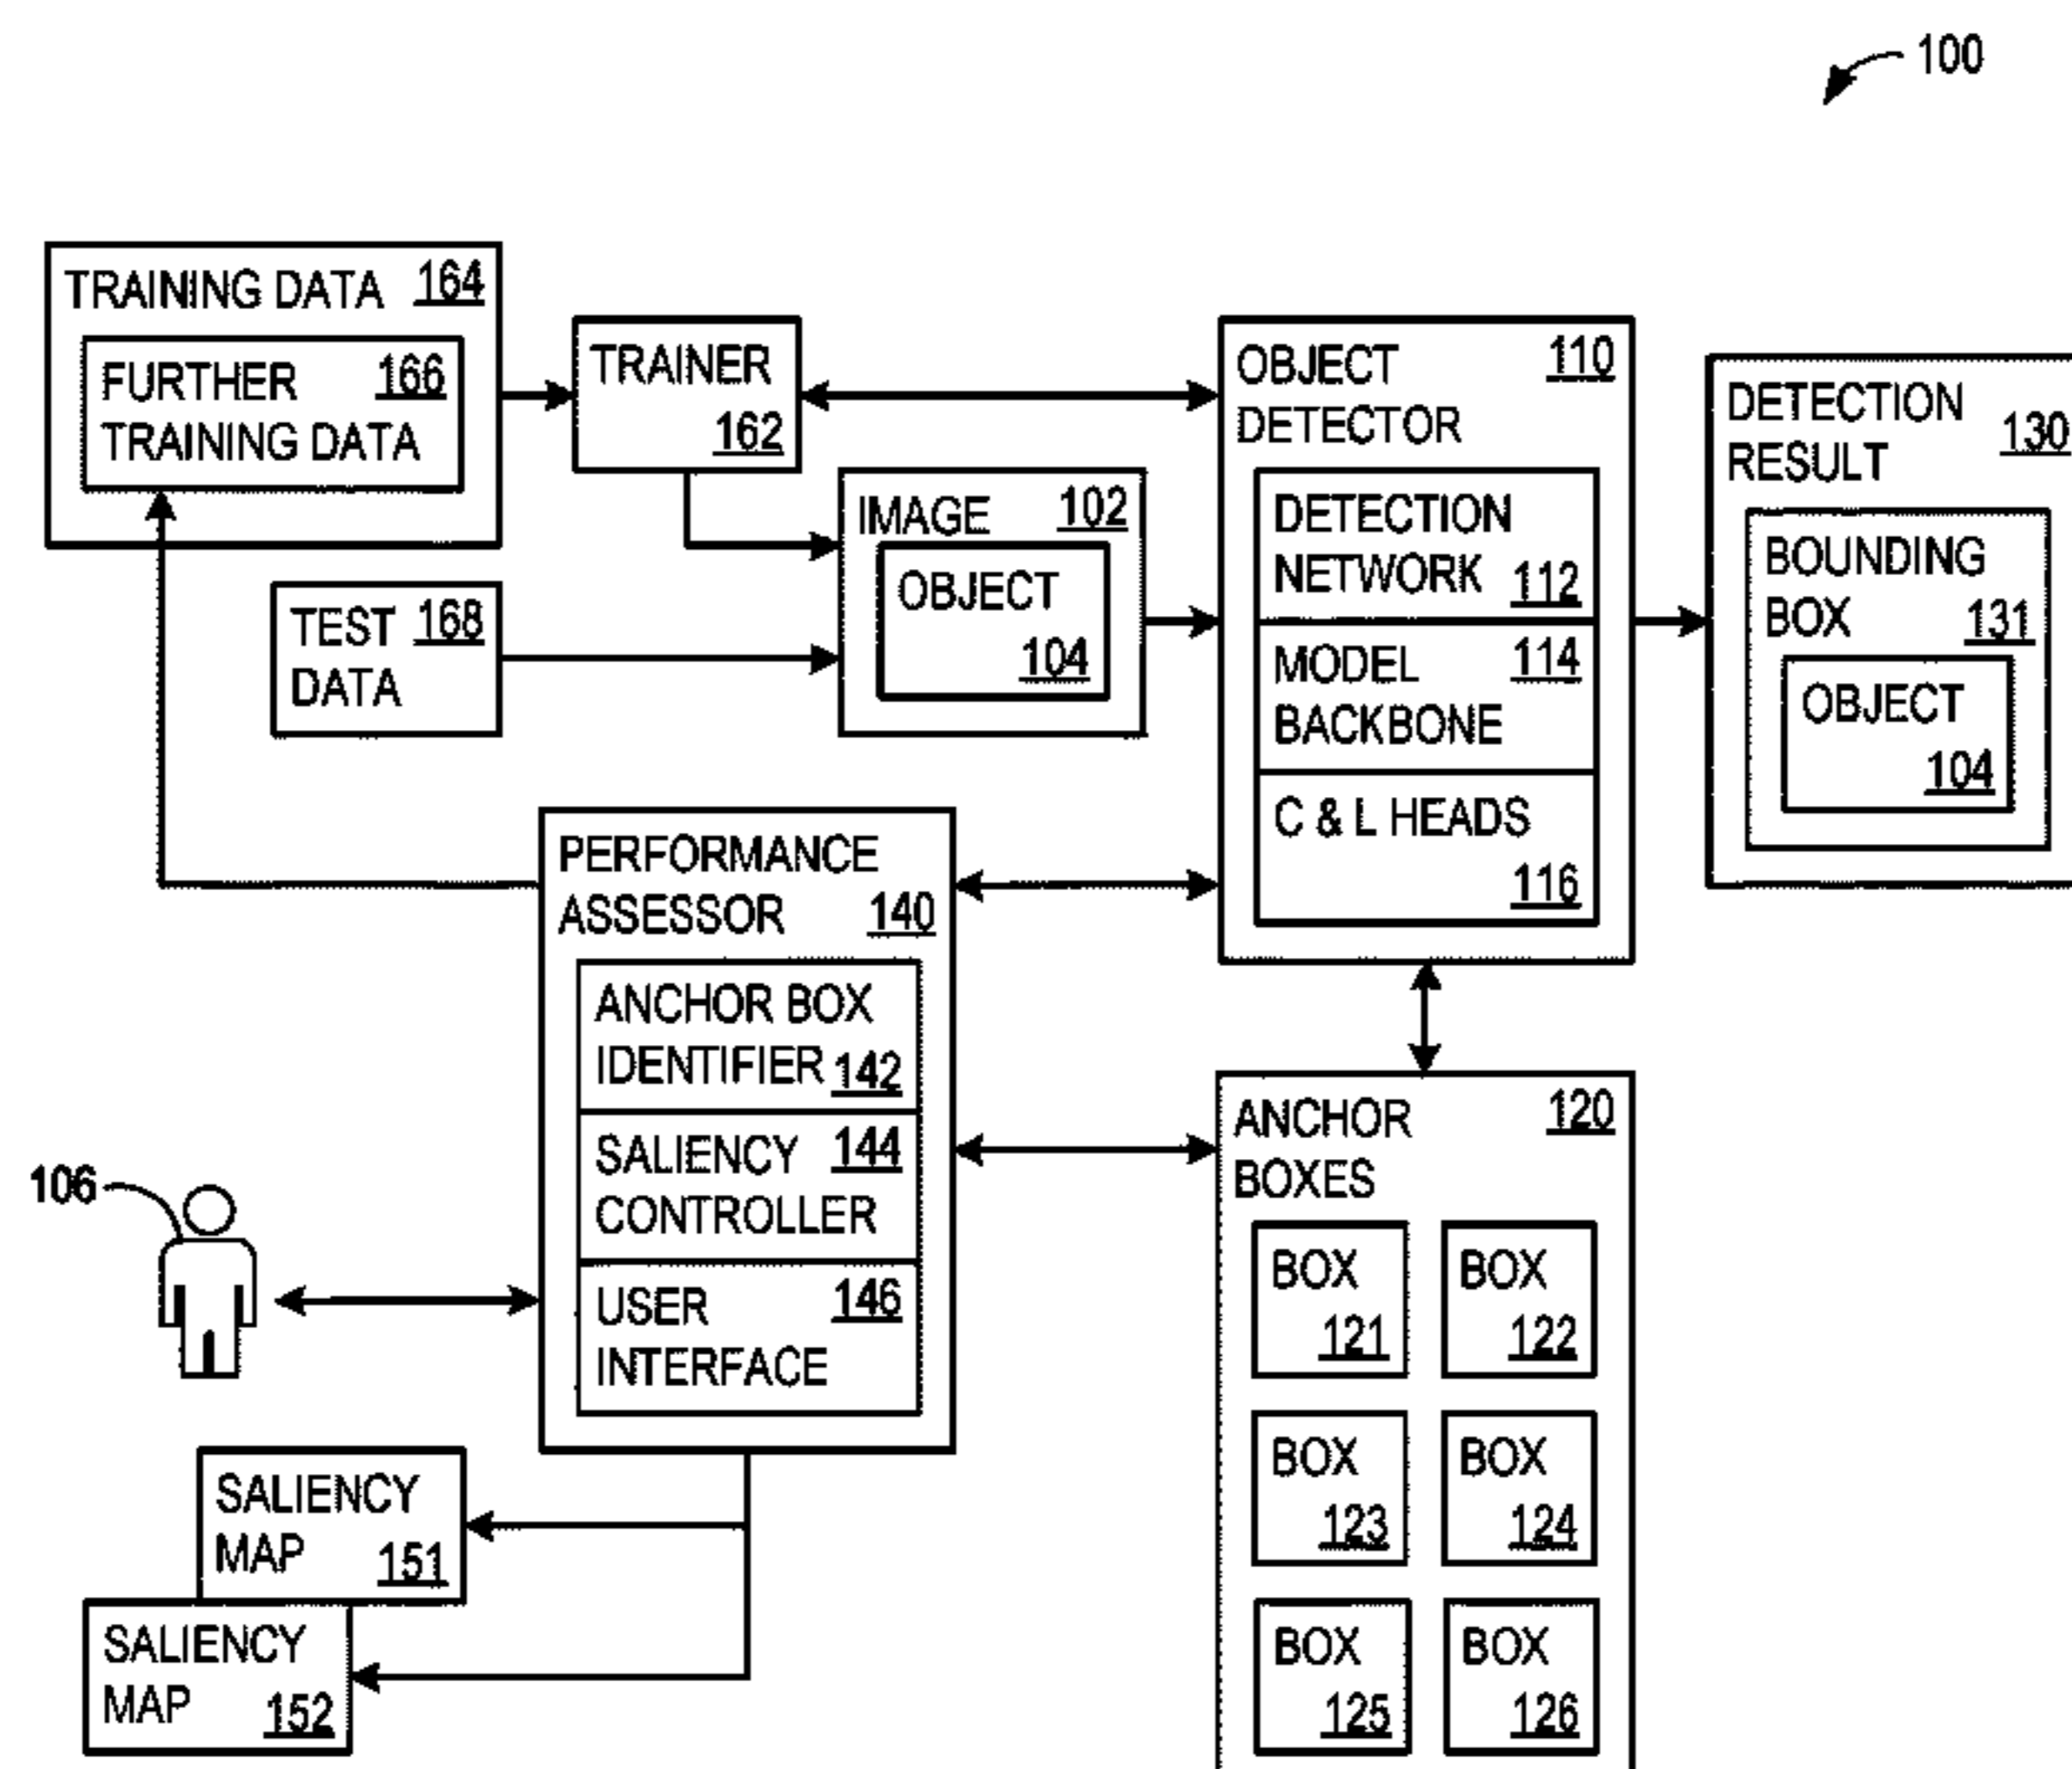 100
TRAINING DATA 164
FURTHER 166
TRAINING DATA
TRAINER
162
OBJECT 110
DETECTOR
DETECTION
RESULT 130
IMAGE 102
OBJECT
104
DETECTION
NETWORK 112
MODEL 114
BACKBONE
C & L HEADS
116
BOUNDING
BOX 131
OBJECT
104
TEST 168
DATA
PERFORMANCE
ASSESSOR 140
ANCHOR BOX
IDENTIFIER 142
SALIENCY 144
CONTROLLER
USER 146
INTERFACE
106
ANCHOR 120
BOXES
BOX
121
BOX
122
BOX
123
BOX
124
BOX
125
BOX
126
SALIENCY
MAP 151
SALIENCY
MAP 152